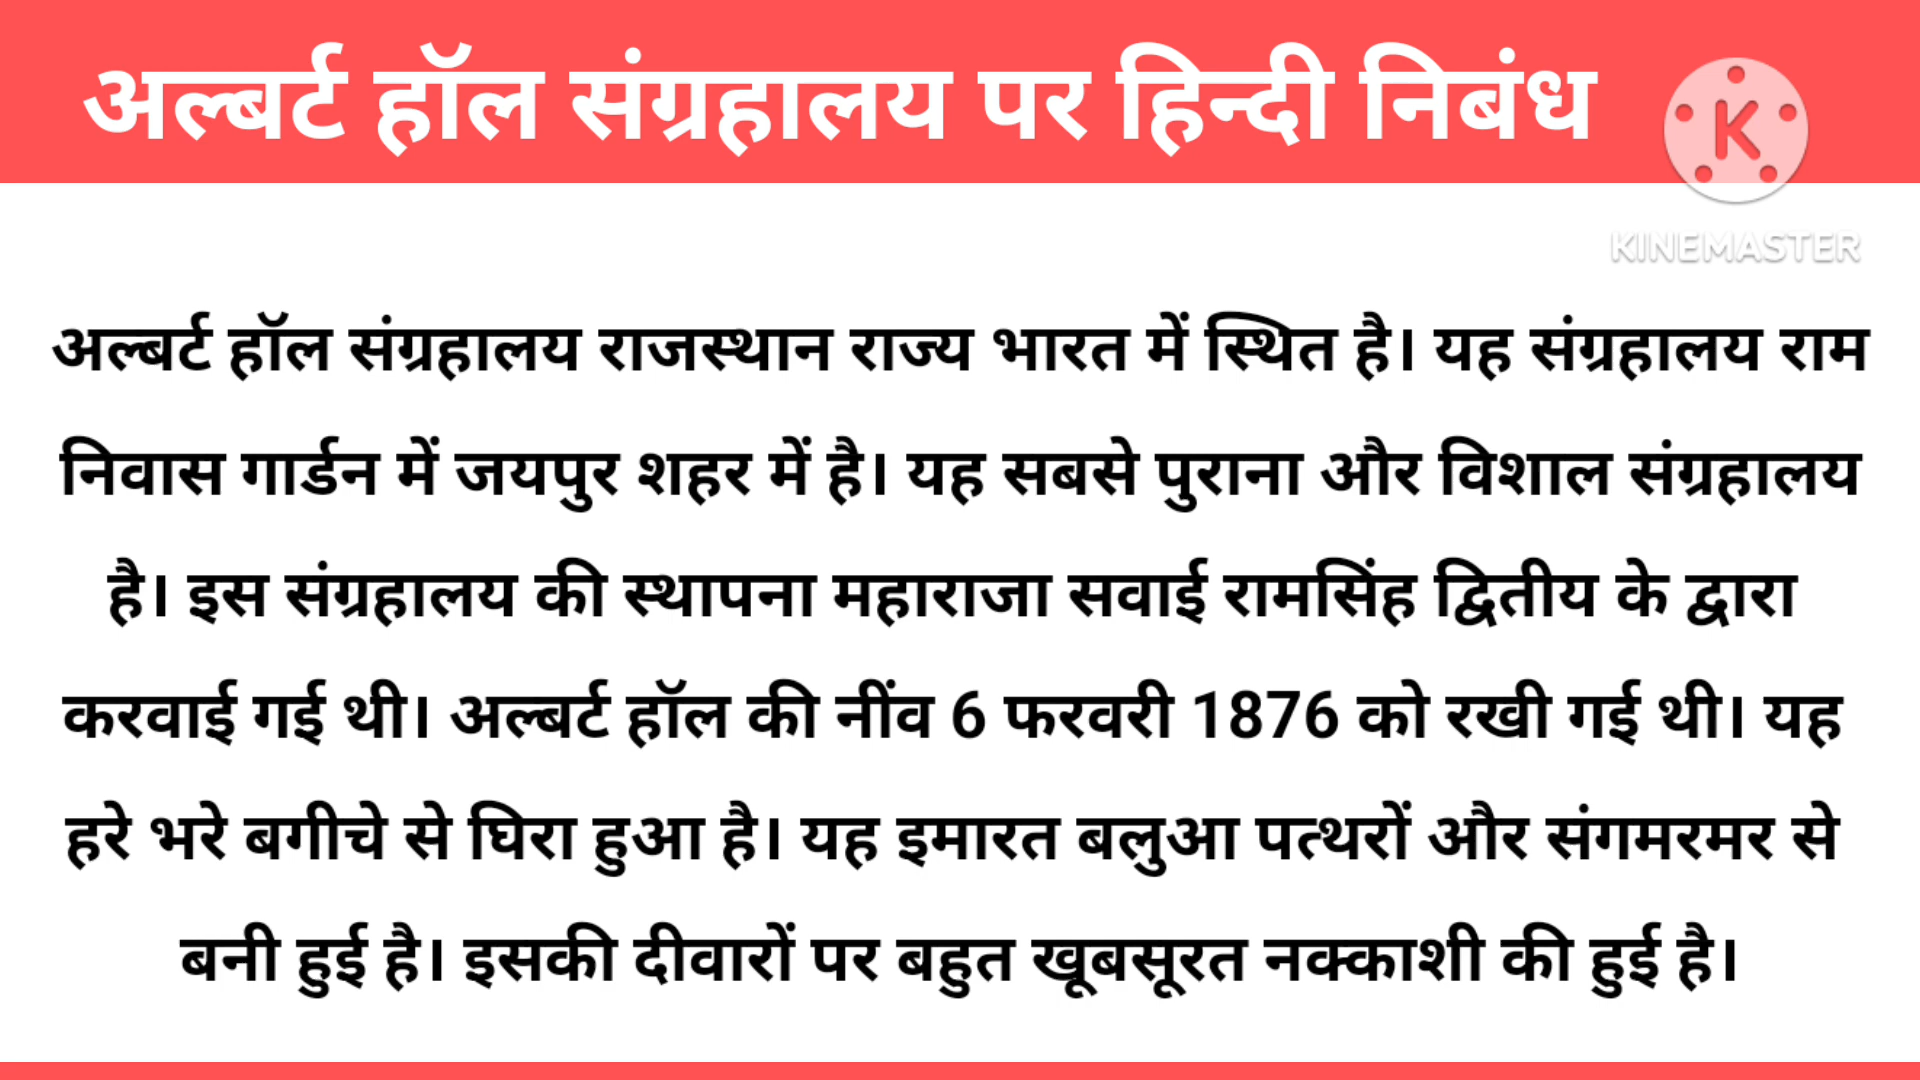 अल्बर्ट हॉल संग्रहालय पर हिन्दी निबंध
K
KINEMASTER
अल्बर्ट हॉल संग्रहालय राजस्थान राज्य भारत में स्थित है। यह संग्रहालय राम
निवास गार्डन में जयपुर शहर में है। यह सबसे पुराना और विशाल संग्रहालय
है। इस संग्रहालय की स्थापना महाराजा सवाई रामसिंह द्वितीय के द्वारा
करवाई गई थी। अल्बर्ट हॉल की नींव 6 फरवरी 1876 को रखी गई थी। यह
हरे भरे बगीचे से घिरा हुआ है। यह इमारत बलुआ पत्थरों और संगमरमर से
बनी हुई है। इसकी दीवारों पर बहुत खूबसूरत नक्काशी की हुई है।